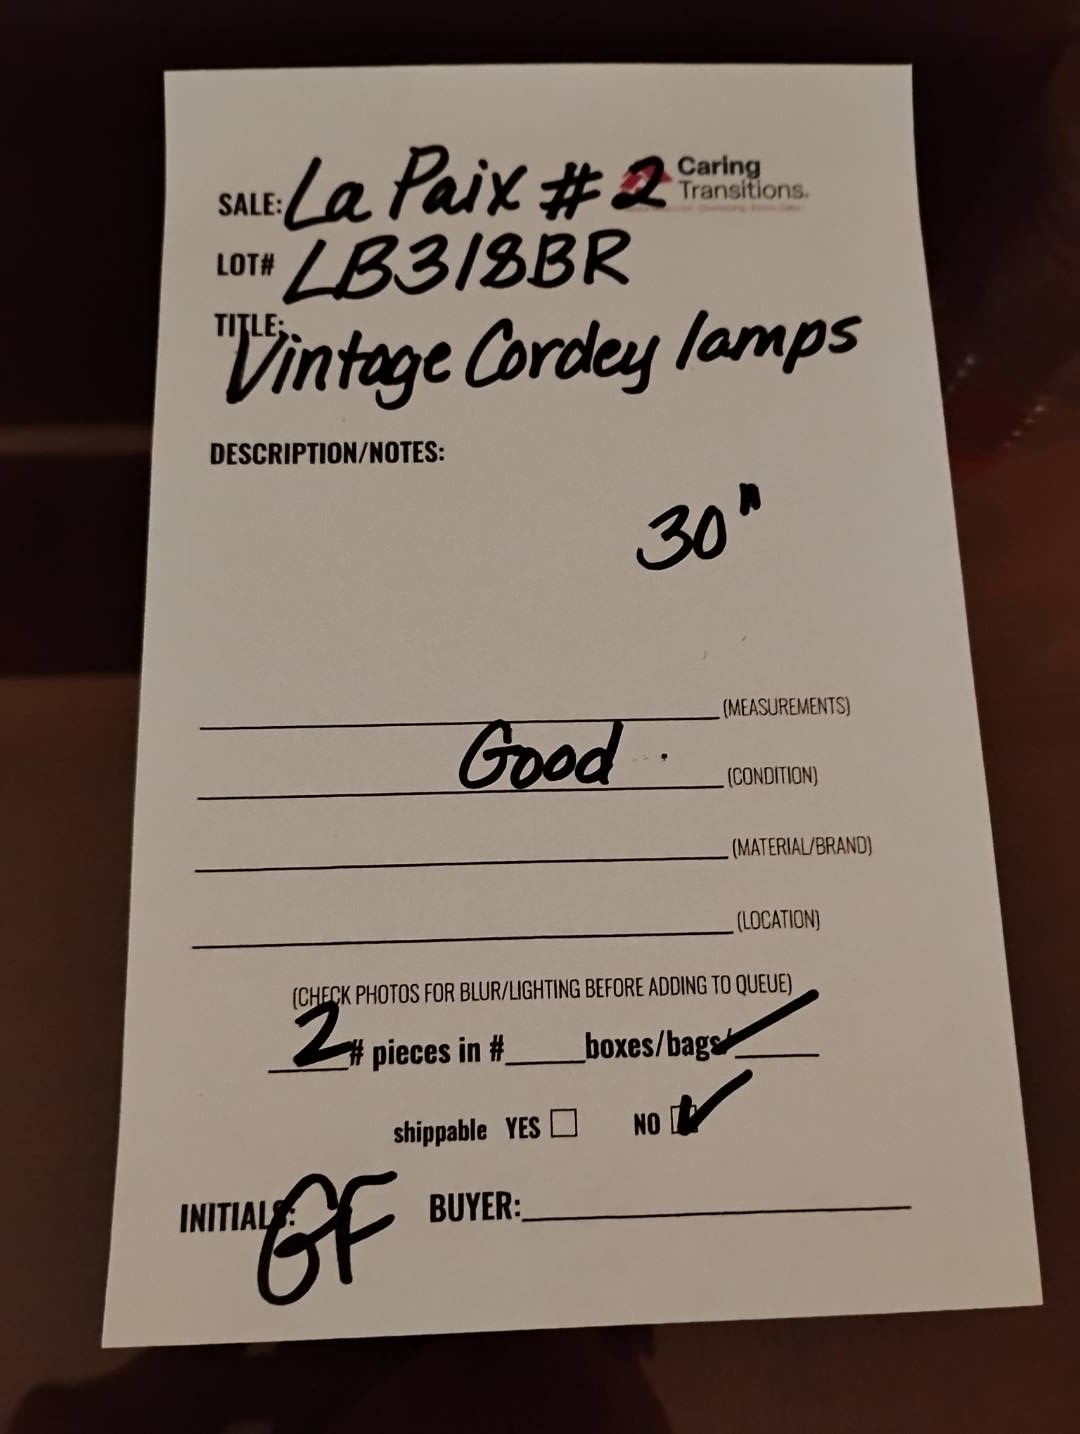 SALE: La Paix #2 Caring
Transitions.
LOT# LB318BR
TITLE: Vintage Cordey lamps
DESCRIPTION/NOTES:
30"
(MEASUREMENTS)
Good (CONDITION)
(MATERIAL/BRAND)
(LOCATION)
(CHECK PHOTOS FOR BLUR/LIGHTING BEFORE ADDING TO QUEUE)
2 # pieces in # boxes/bags/
shippable YES NO
INITIALS: GF BUYER: